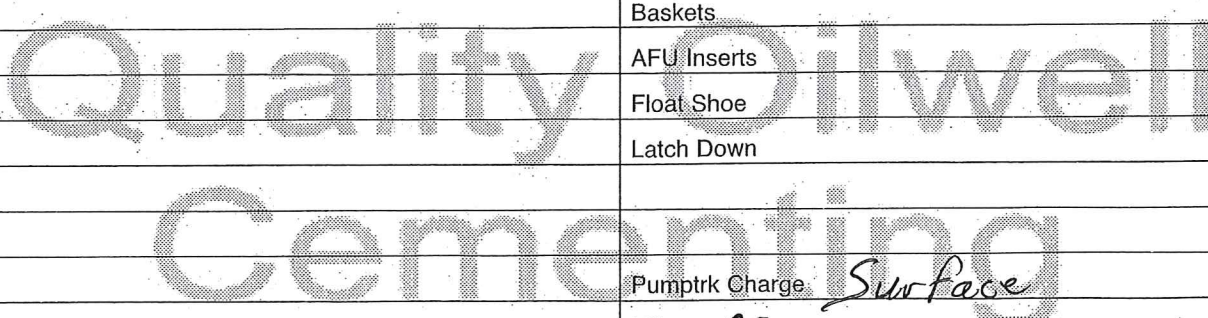 Baskets
Quality Oilwell
AFU Inserts
Float Shoe
Latch Down
Cementing
Pumptrk Charge Surface